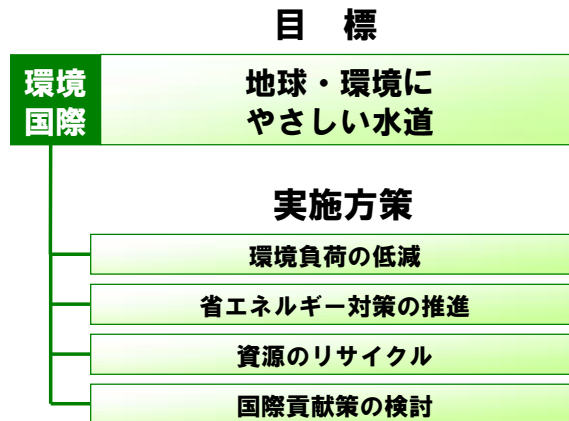 目 標
環境
国際
地球・環境に
やさしい水道
実施方策
環境負荷の低減
省エネルギー対策の推進
資源のリサイクル
国際貢献策の検討